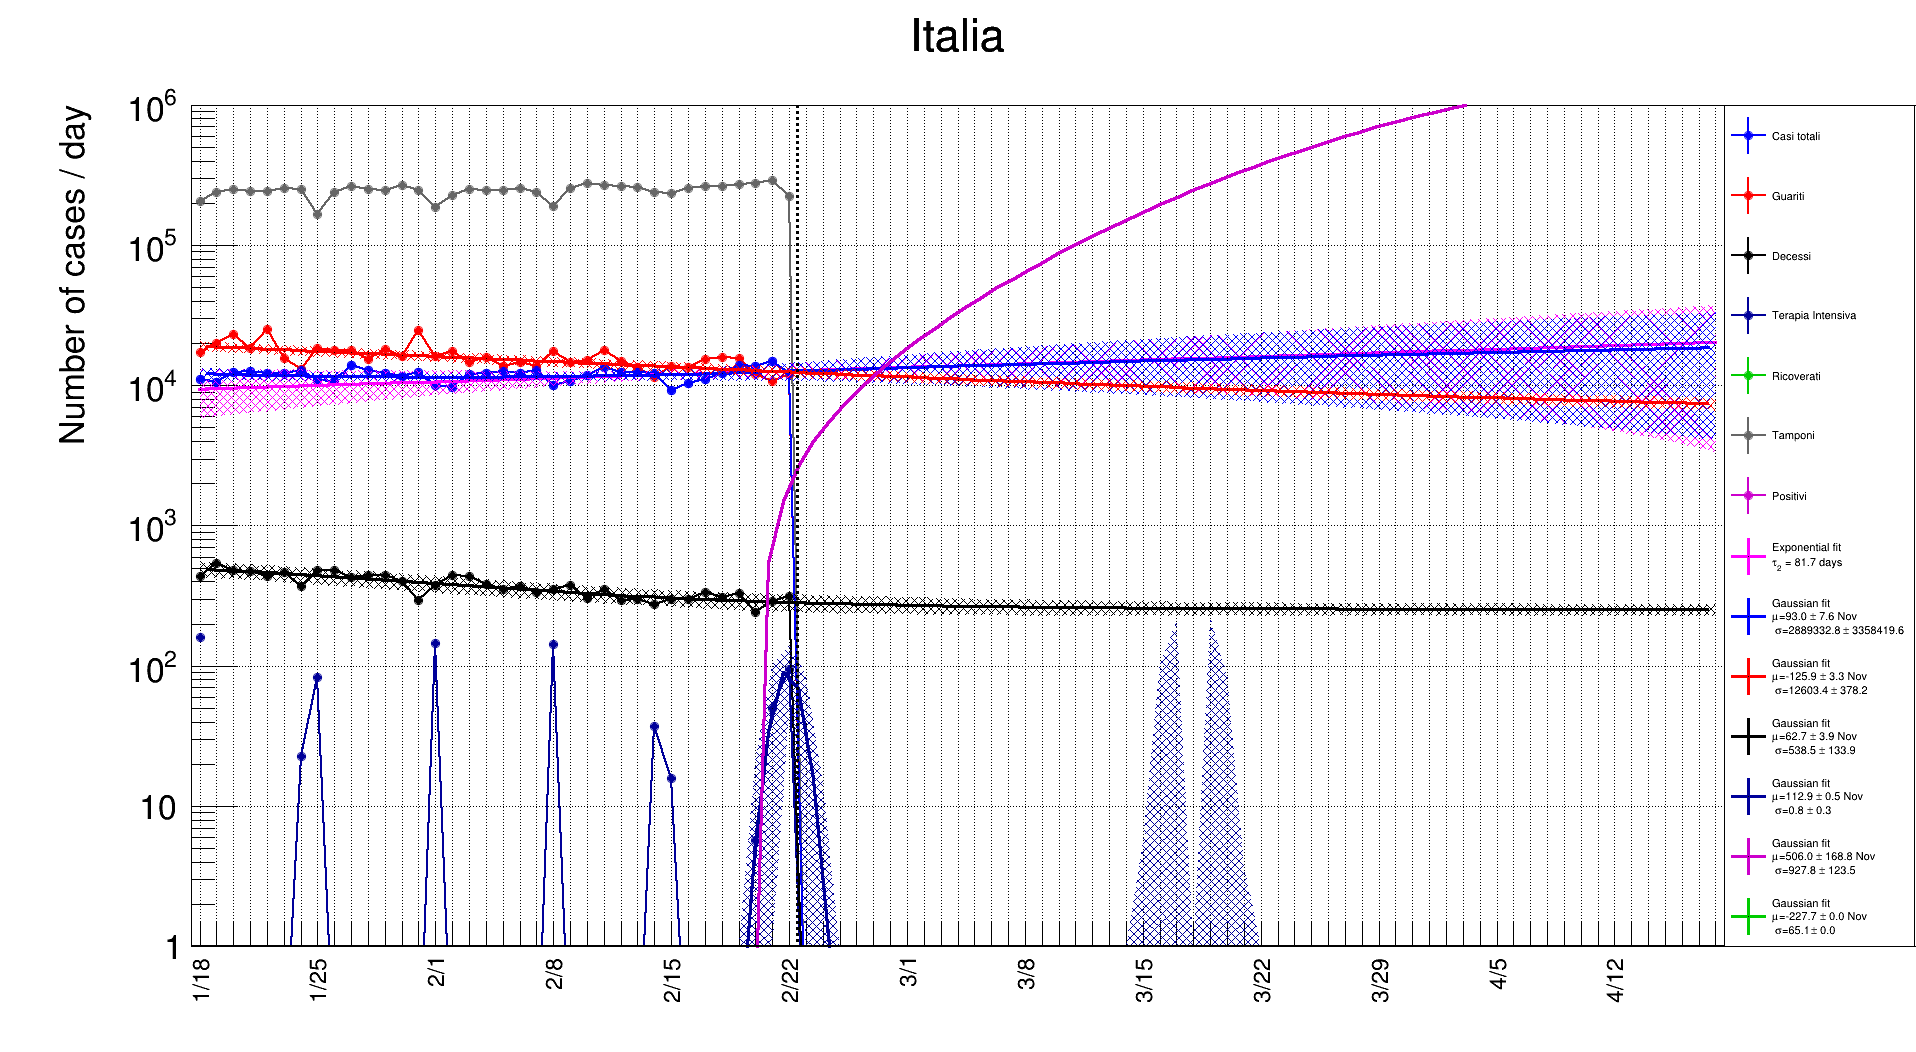 Italia
Number of cases / day
10^6
10^5
10^4
10^3
10^2
10
1
1/18
1/25
2/1
2/8
2/15
2/22
3/1
3/8
3/15
3/22
3/29
4/5
4/12
Casi totali
Guariti
Decessi
Terapia Intensiva
Ricoverati
Tamponi
Positivi
Exponential fit
τ₂ = 81.7 days
Gaussian fit
μ=93.0 ± 7.6 Nov
σ=2889332.8 ± 3358419.6
Gaussian fit
μ=-125.9 ± 3.3 Nov
σ=12603.4 ± 378.2
Gaussian fit
μ=62.7 ± 3.9 Nov
σ=538.5 ± 133.9
Gaussian fit
μ=112.9 ± 0.5 Nov
σ=0.8 ± 0.3
Gaussian fit
μ=506.0 ± 168.8 Nov
σ=927.8 ± 123.5
Gaussian fit
μ=-227.7 ± 0.0 Nov
σ=65.1 ± 0.0